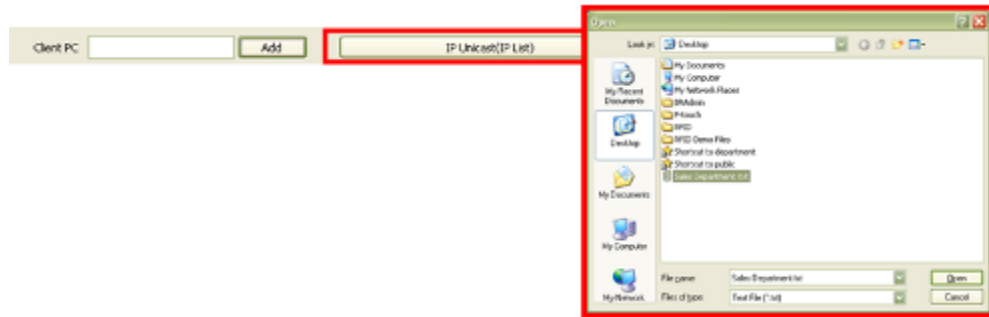 Open
Client PC
Add
IP Unicast(IP List)
Look in:
Desktop
My Recent
Documents
Desktop
My Documents
My Computer
My Network
My Documents
My Computer
My Network Places
P-touch
RFID
RFID Demo Files
Shortcut to department
Shortcut to public
Sales Department.txt
File name:
Sales Department.txt
Open
Files of type:
Text File (*.txt)
Cancel